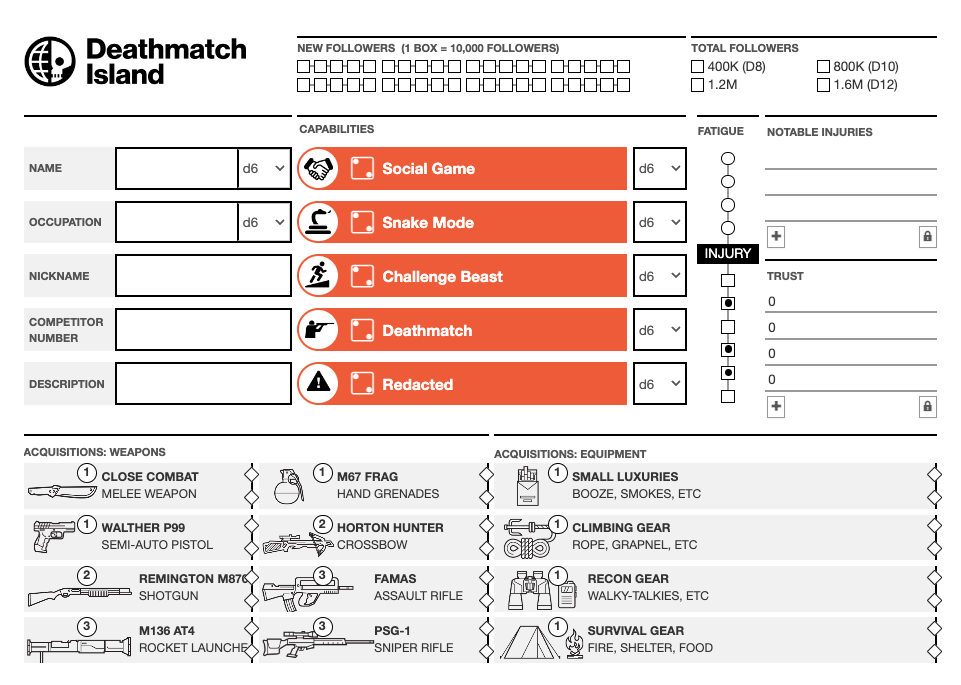 Deathmatch
Island
NEW FOLLOWERS (1 BOX = 10,000 FOLLOWERS)
TOTAL FOLLOWERS
400K (D8)
800K (D10)
1.2M
1.6M (D12)
CAPABILITIES
FATIGUE
NOTABLE INJURIES
NAME
d6
Social Game
d6
OCCUPATION
d6
Snake Mode
d6
INJURY
NICKNAME
Challenge Beast
d6
TRUST
0
0
0
0
COMPETITOR
NUMBER
Deathmatch
d6
DESCRIPTION
Redacted
d6
ACQUISITIONS: WEAPONS
1 CLOSE COMBAT
MELEE WEAPON
1 M67 FRAG
HAND GRENADES
1 WALTHER P99
SEMI-AUTO PISTOL
2 HORTON HUNTER
CROSSBOW
2 REMINGTON M870
SHOTGUN
3 FAMAS
ASSAULT RIFLE
3 M136 AT4
ROCKET LAUNCHE
3 PSG-1
SNIPER RIFLE
ACQUISITIONS: EQUIPMENT
1 SMALL LUXURIES
BOOZE, SMOKES, ETC
1 CLIMBING GEAR
ROPE, GRAPNEL, ETC
1 RECON GEAR
WALKY-TALKIES, ETC
1 SURVIVAL GEAR
FIRE, SHELTER, FOOD